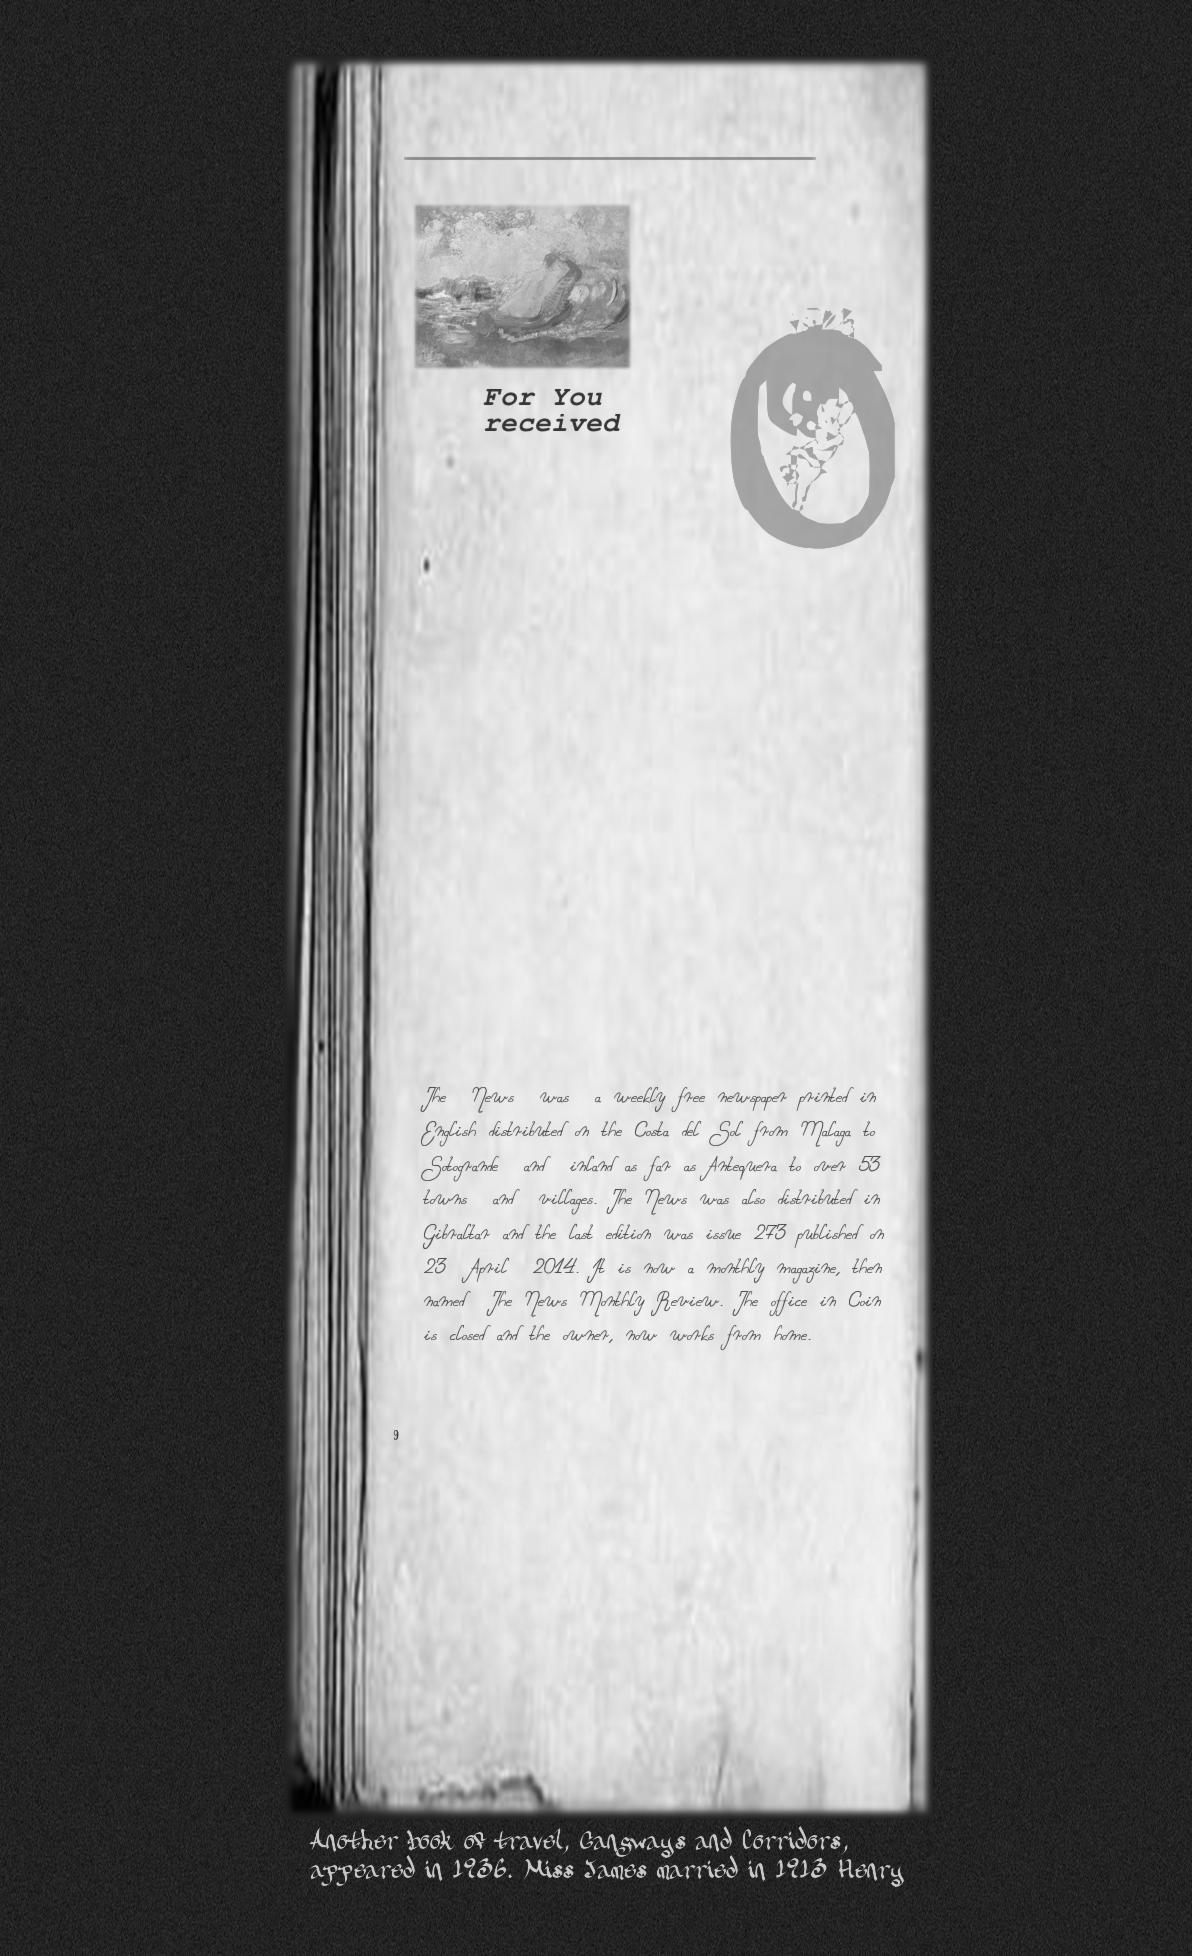 For You
received
The News was a weekly free newspaper printed in
English distributed on the Costa del Sol from Malaga to
Sotogrande and inland as far as Antequera to over 53
towns and villages. The News was also distributed in
Gibraltar and the last edition was issue 273 published on
23 April 2014. It is now a monthly magazine, then
named The News Monthly Review. The office in Coin
is closed and the owner, now works from home.
9
Another book of travel, Gangways and Corridors,
appeared in 1936. Miss James married in 1913 Henry